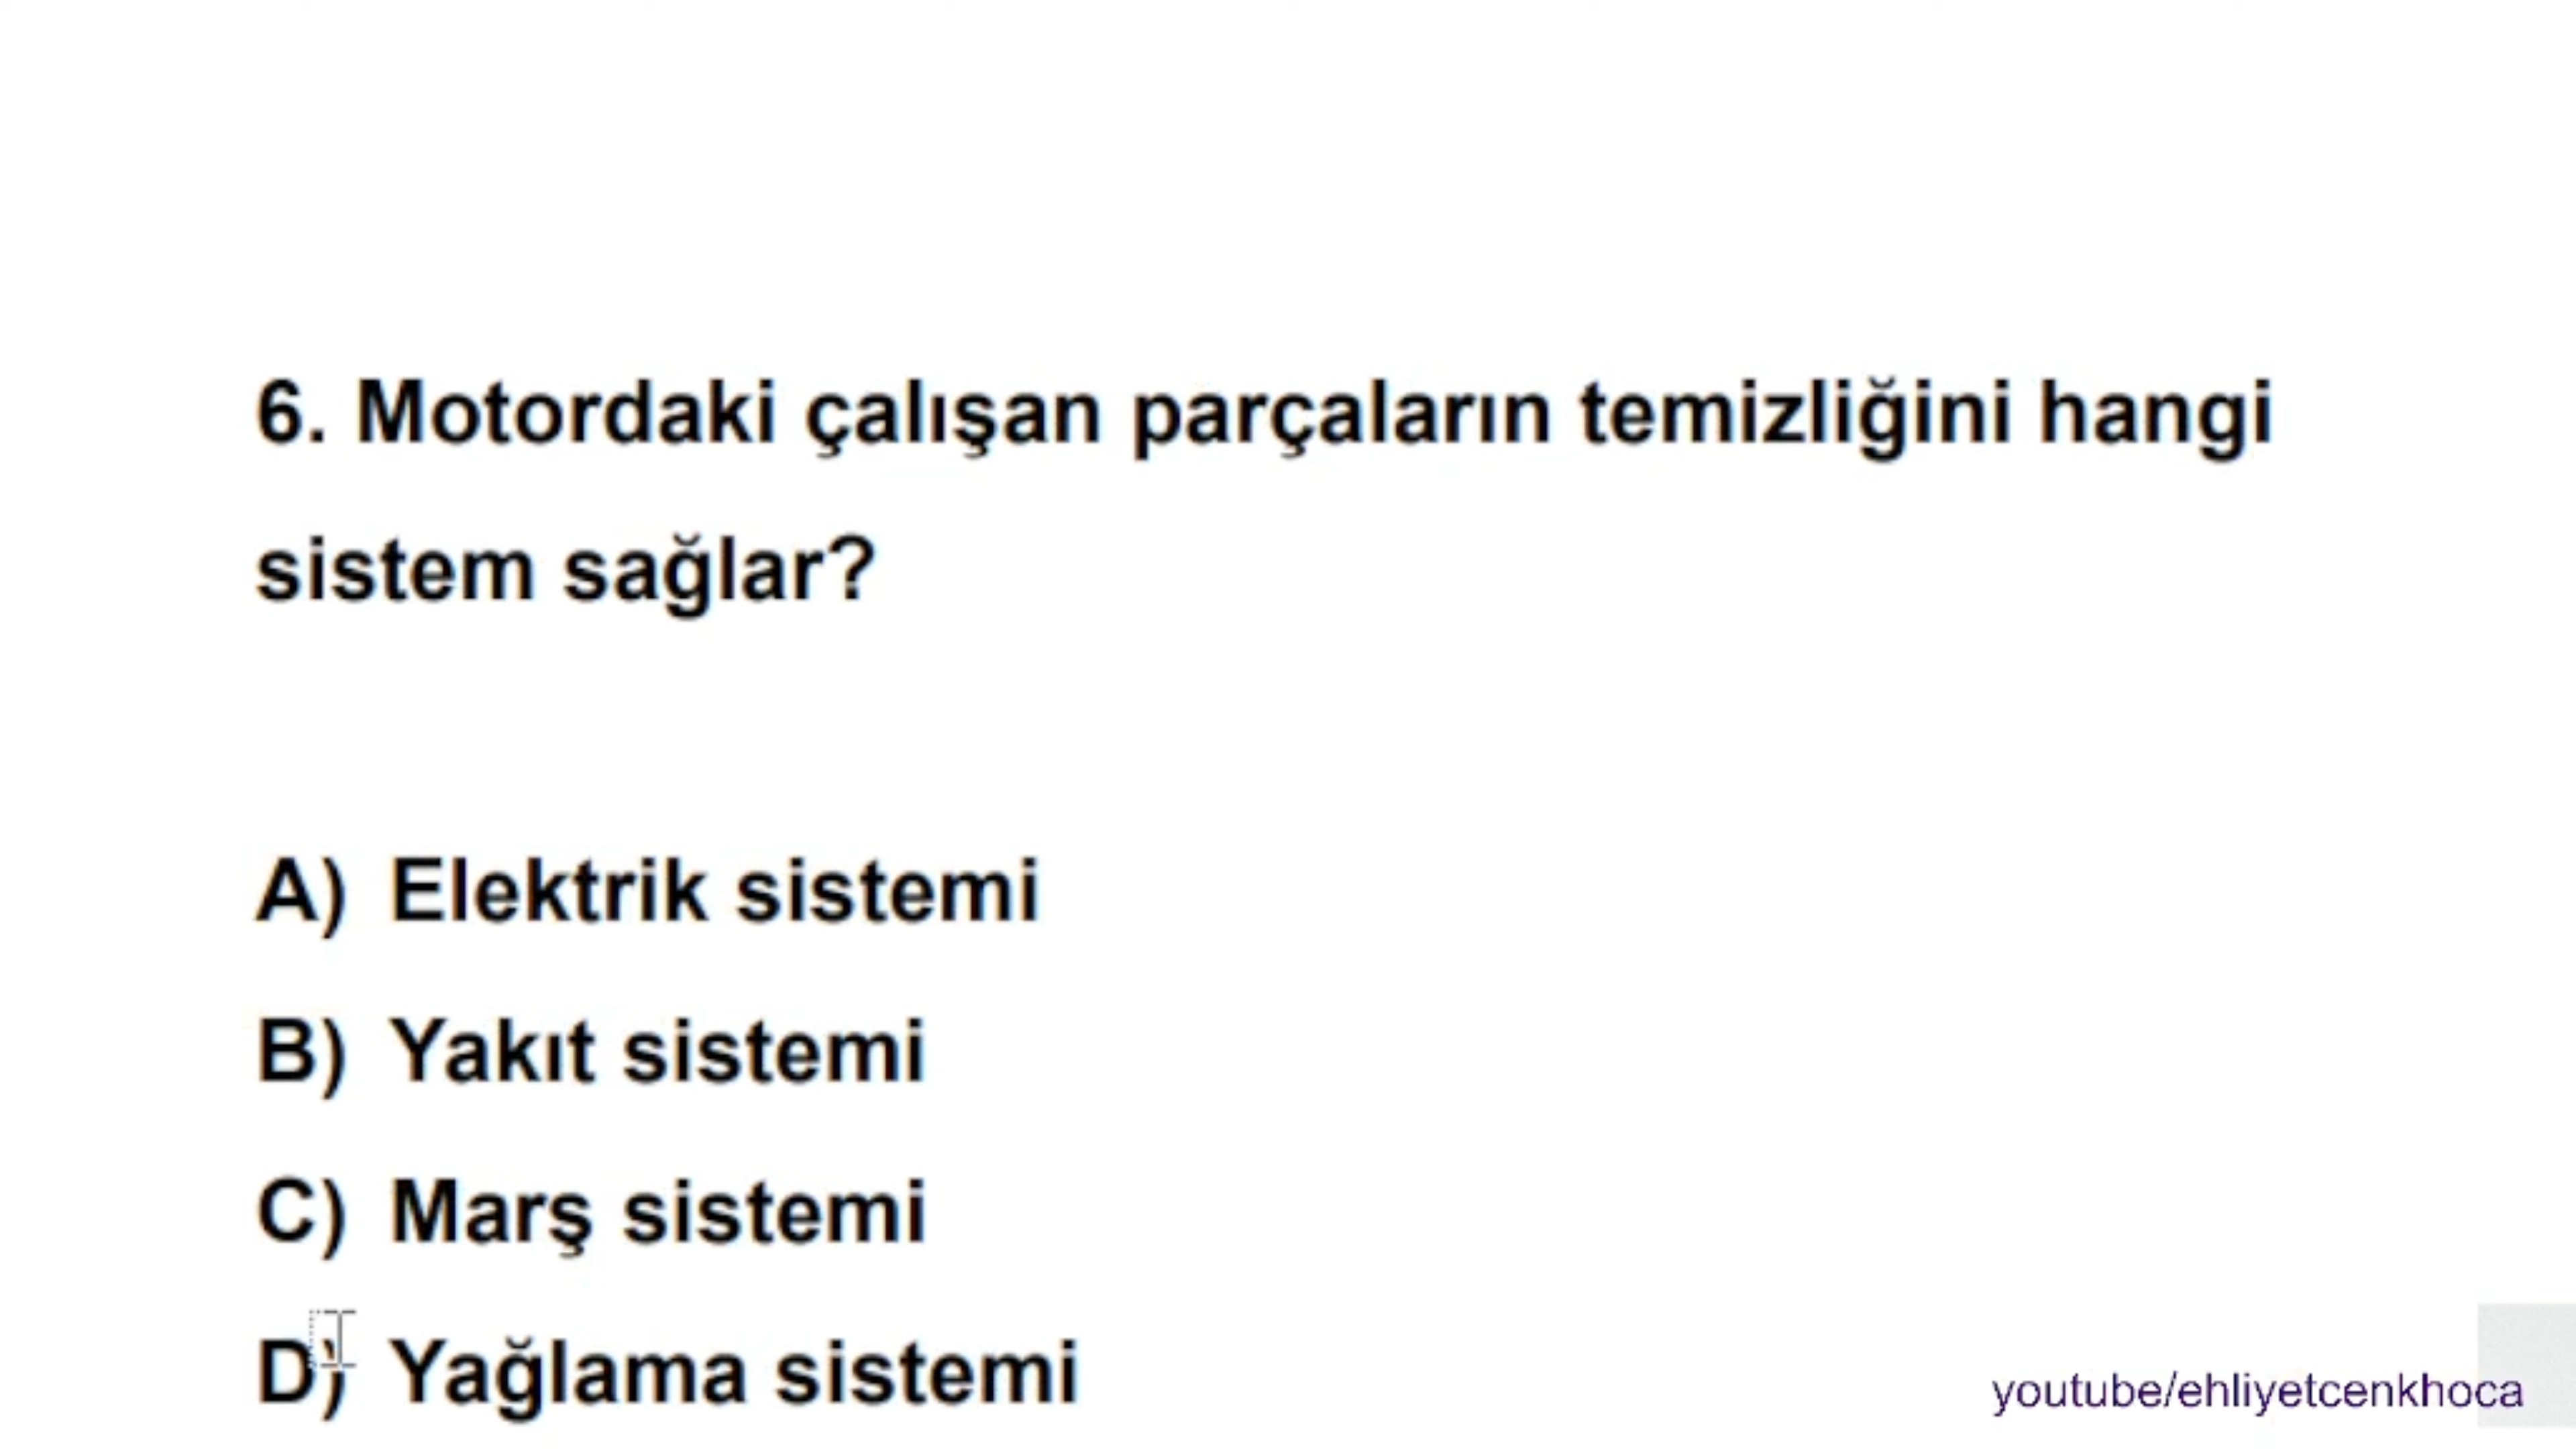 6. Motordaki çalışan parçaların temizliğini hangi
sistem sağlar?
A) Elektrik sistemi
B) Yakıt sistemi
C) Marş sistemi
D) Yağlama sistemi
youtube/ehliyetcenkhoca